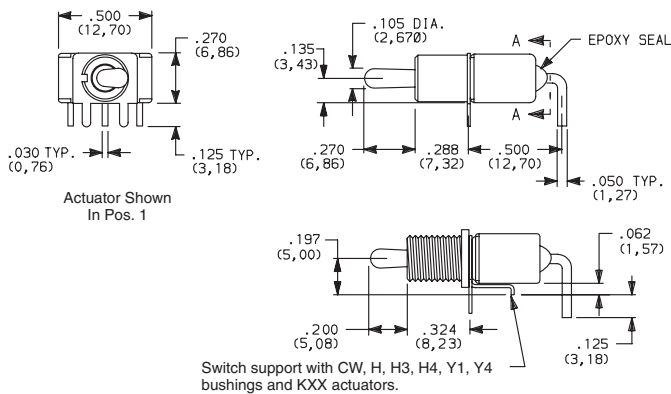 .500
(12,70)
.270
(6,86)
.030 TYP.
(0,76)
.125 TYP.
(3,18)
Actuator Shown
In Pos. 1
.105 DIA.
(2,670)
.135
(3,43)
A
EPOXY SEAL
A
.270
(6,86)
.288
(7,32)
.500
(12,70)
.050 TYP.
(1,27)
.197
(5,00)
.062
(1,57)
.200
(5,08)
.324
(8,23)
.125
(3,18)
Switch support with CW, H, H3, H4, Y1, Y4
bushings and KXX actuators.